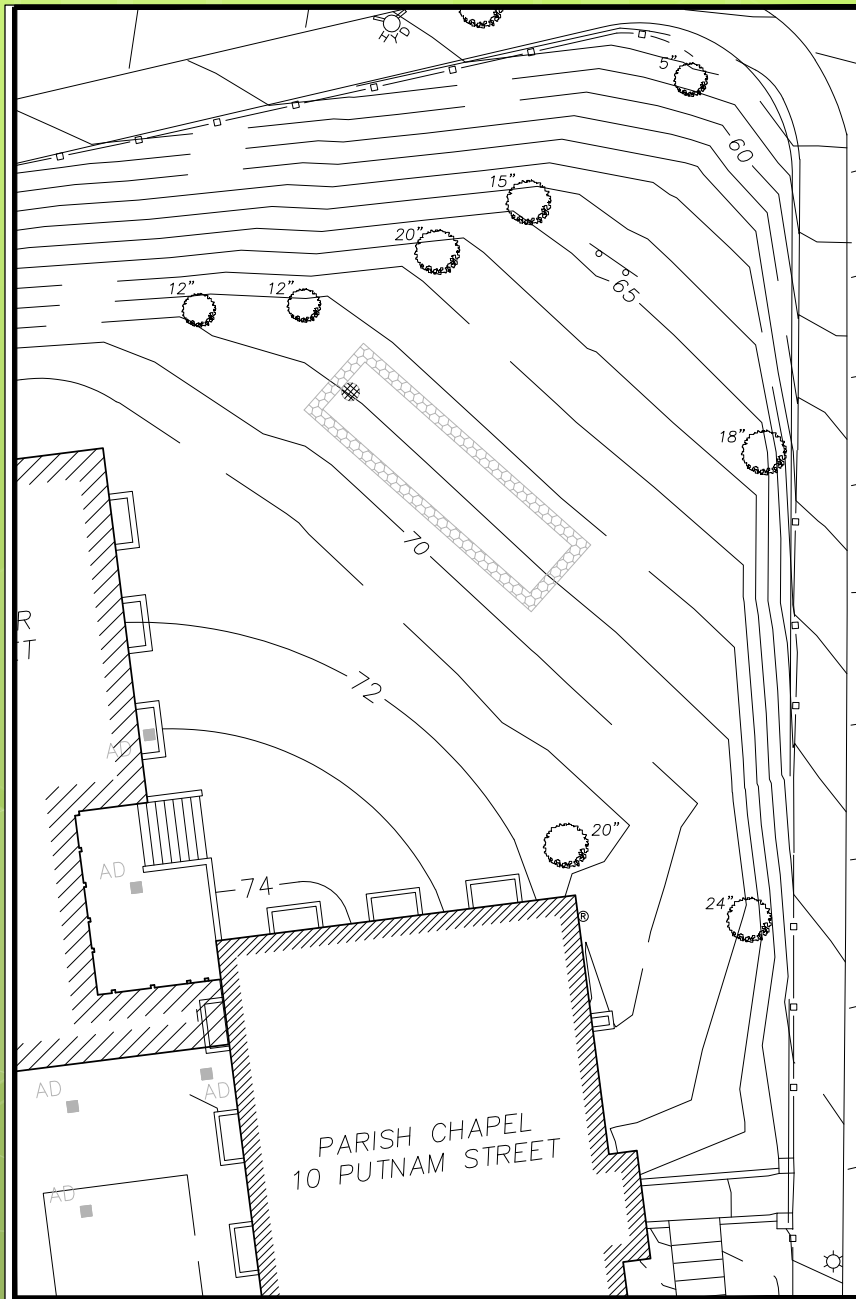 HYD
5”
60
15”
20”
65
12”
12”
18”
70
R
T
72
AD
20”
AD
74
24”
®
AD
AD
PARISH CHAPEL
10 PUTNAM STREET
AD